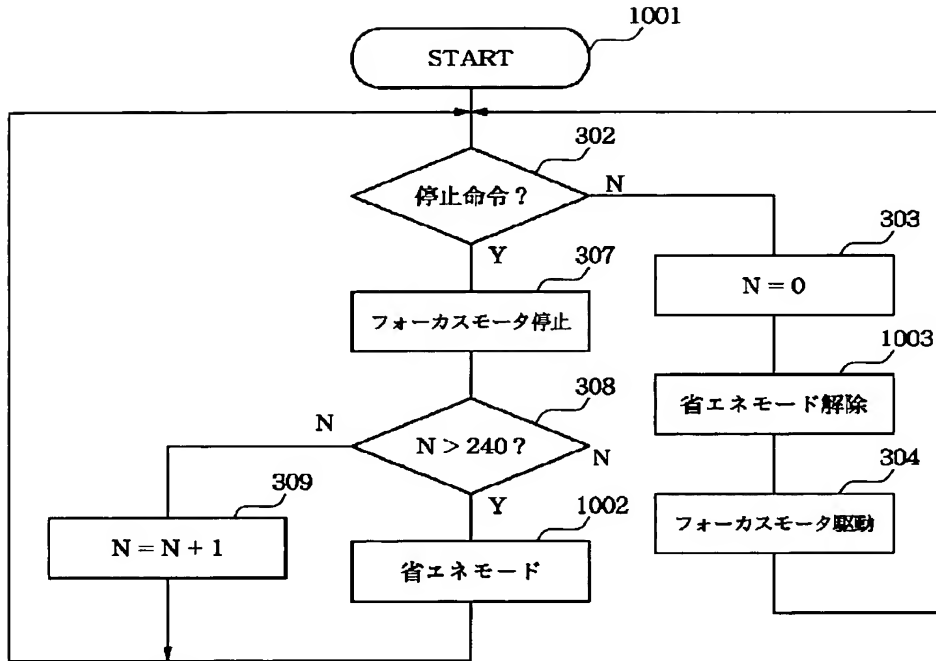 1001
START
302
停止命令?
N
Y
303
N = 0
307
フォーカスモータ停止
1003
省エネモード解除
308
N
N > 240?
N
Y
304
フォーカスモータ駆動
309
N = N + 1
1002
省エネモード